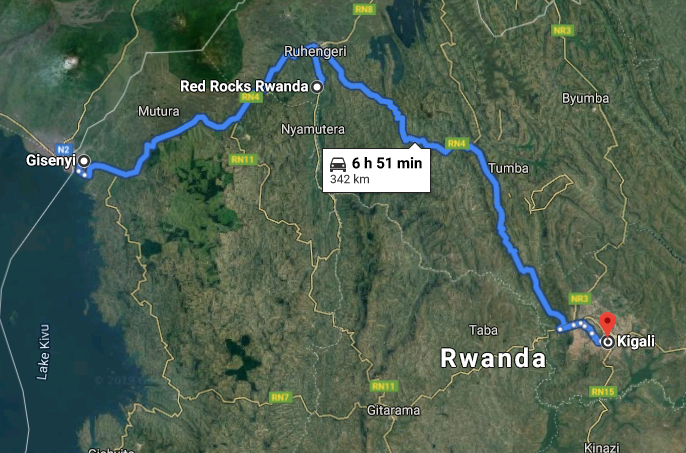 RN8
NR3
Ruhengeri
Red Rocks Rwanda
RN4
Byumba
Mutura
Nyamutera
N2
Gisenyi
RN11
6 h 51 min
342 km
RN4
Tumba
NR3
Taba
Kigali
Rwanda
Lake Kivu
RN7
RN11
Gitarama
RN15
Kinazi